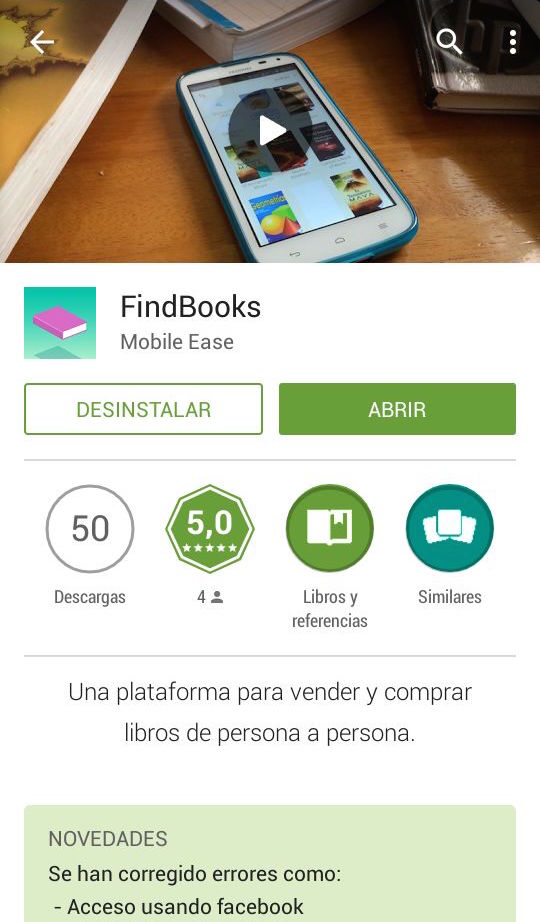 FindBooks
Mobile Ease
DESINSTALAR
ABRIR
50
5,0
Descargas
4
Libros y
referencias
Similares
Una plataforma para vender y comprar
libros de persona a persona.
NOVEDADES
Se han corregido errores como:
- Acceso usando facebook